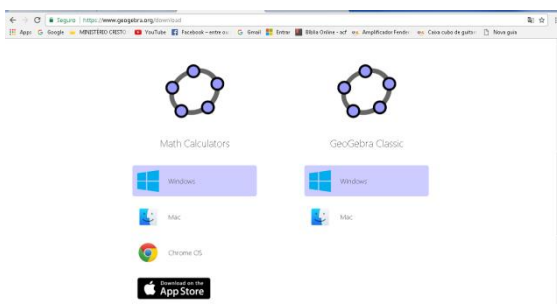 Seguro | https://www.geogebra.org/download
Apps Google MINISTÉRIO CRISTO YouTube Facebook – entre ou Gmail Entrar Bíblia Online - acf Amplificador Fender Caixa cubo de guitar Nova guia
Math Calculators GeoGebra Classic
Windows Windows
Mac Mac
Chrome OS
Download on the
App Store